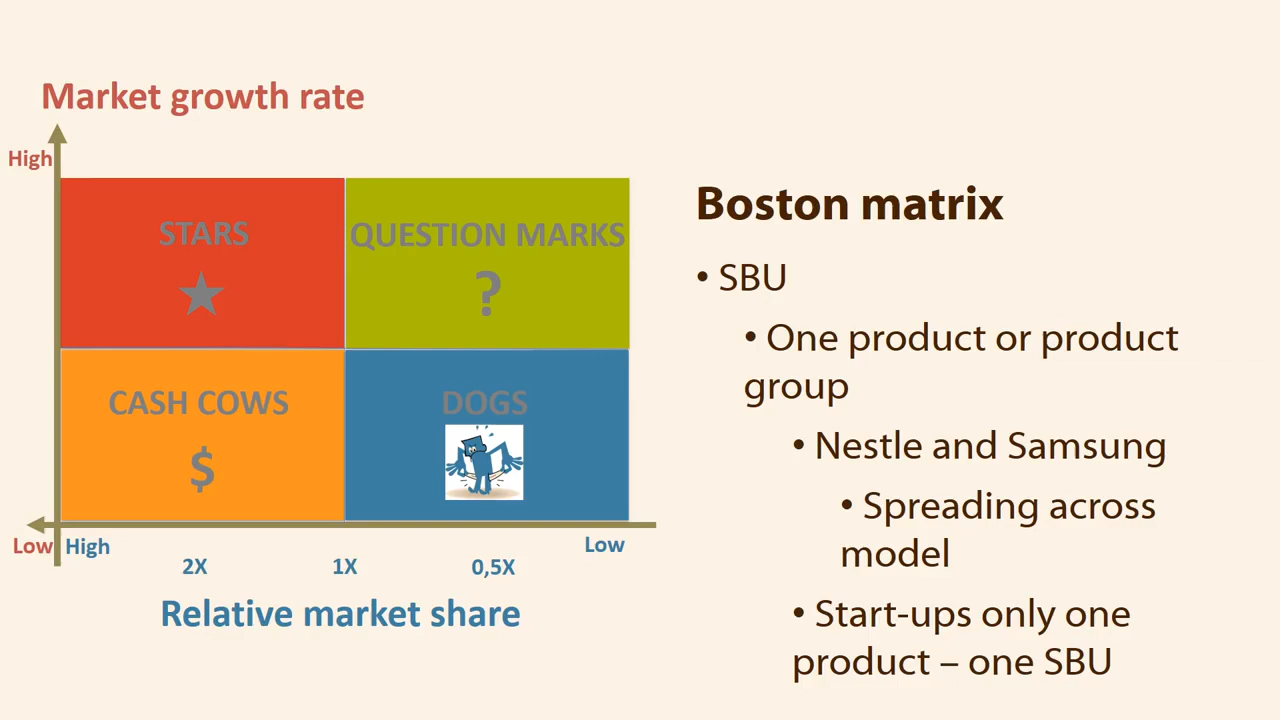 Market growth rate
High
STARS
★
QUESTION MARKS
?
CASH COWS
$
DOGS
Low
High
2X
1X
0,5X
Low
Relative market share
Boston matrix
• SBU
• One product or product
group
• Nestle and Samsung
• Spreading across
model
• Start-ups only one
product – one SBU